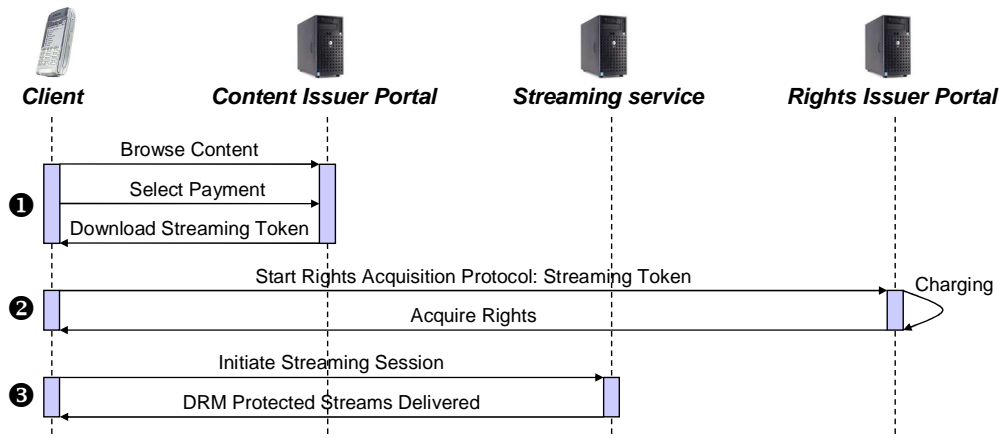 Client
Content Issuer Portal
Streaming service
Rights Issuer Portal
Browse Content
❶
Select Payment
Download Streaming Token
Start Rights Acquisition Protocol: Streaming Token
Charging
❷
Acquire Rights
Initiate Streaming Session
❸
DRM Protected Streams Delivered